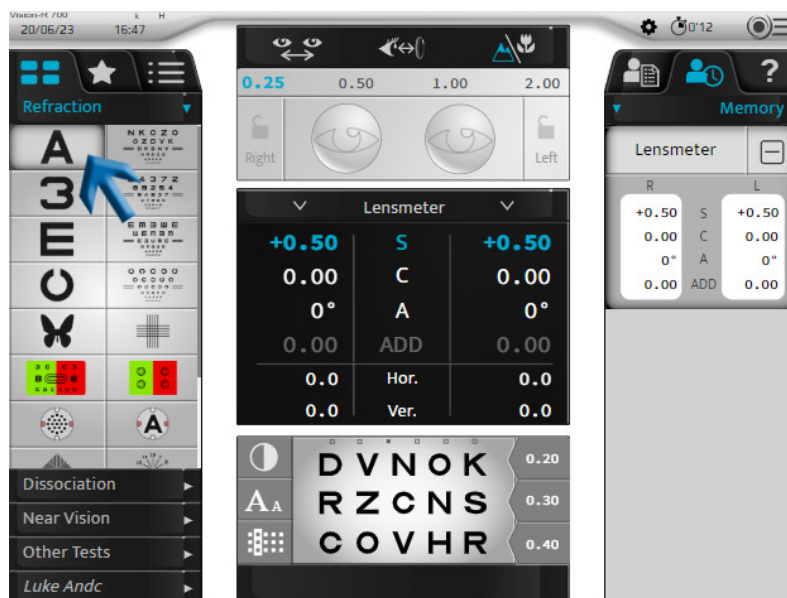 Vision-R 700
20/06/23 16:47
0'12
Refraction
A
NKCZO
OZDVK
3
E
0.25 0.50 1.00 2.00
Right Left
Lensmeter
+0.50 S +0.50
0.00 C 0.00
0° A 0°
0.00 ADD 0.00
0.0 Hor. 0.0
0.0 Ver. 0.0
DVNOK 0.20
AA RZCNS 0.30
COVHR 0.40
A
Dissociation
Near Vision
Other Tests
Luke Andc
?
Memory
Lensmeter
R L
+0.50 S +0.50
0.00 C 0.00
0° A 0°
0.00 ADD 0.00